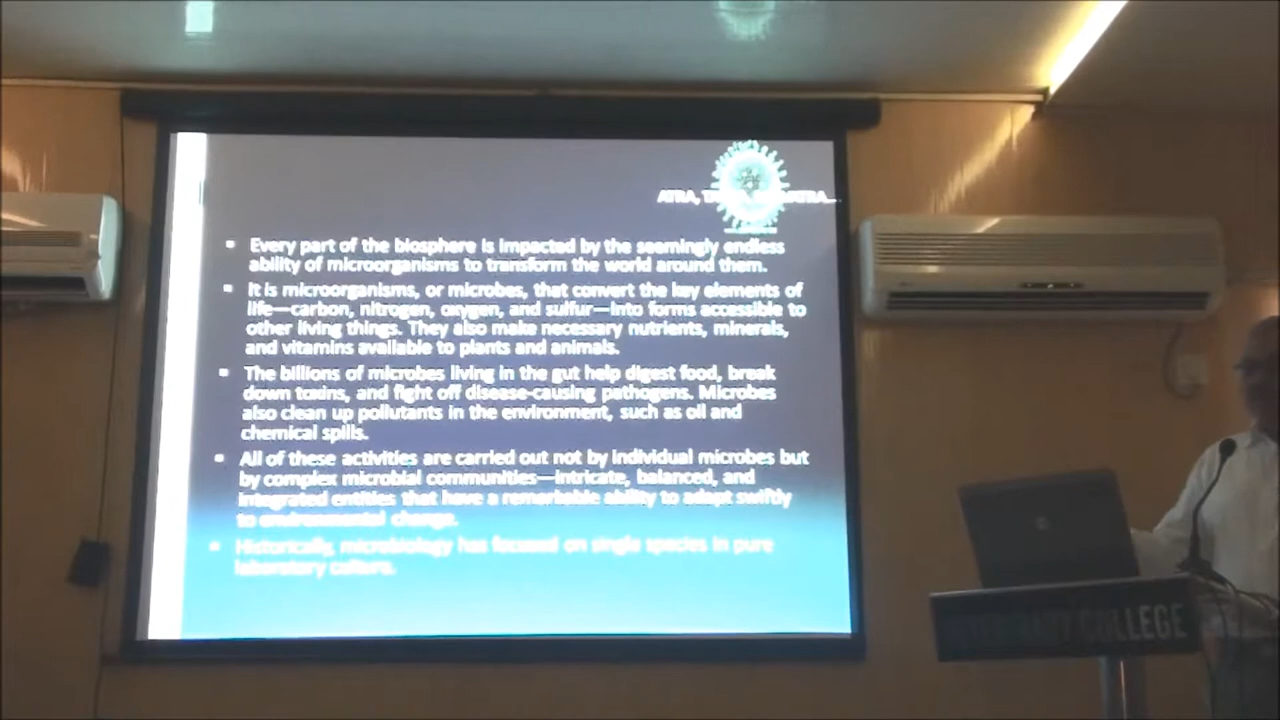 ATRA,
▪ Every part of the biosphere is impacted by the seemingly endless
ability of microorganisms to transform the world around them.
▪ It is microorganisms, or microbes, that convert the key elements of
life—carbon, nitrogen, oxygen, and sulfur—into forms accessible to
other living things. They also make necessary nutrients, minerals,
and vitamins available to plants and animals.
▪ The billions of microbes living in the gut help digest food, break
down toxins, and fight off disease-causing pathogens. Microbes
also clean up pollutants in the environment, such as oil and
chemical spills.
▪ All of these activities are carried out not by individual microbes but
by complex microbial communities—intricate, balanced, and
integrated entities that have a remarkable ability to adapt swiftly
to environmental change.
▪ Historically, microbiology has focused on single species in pure
laboratory culture.
COLLEGE